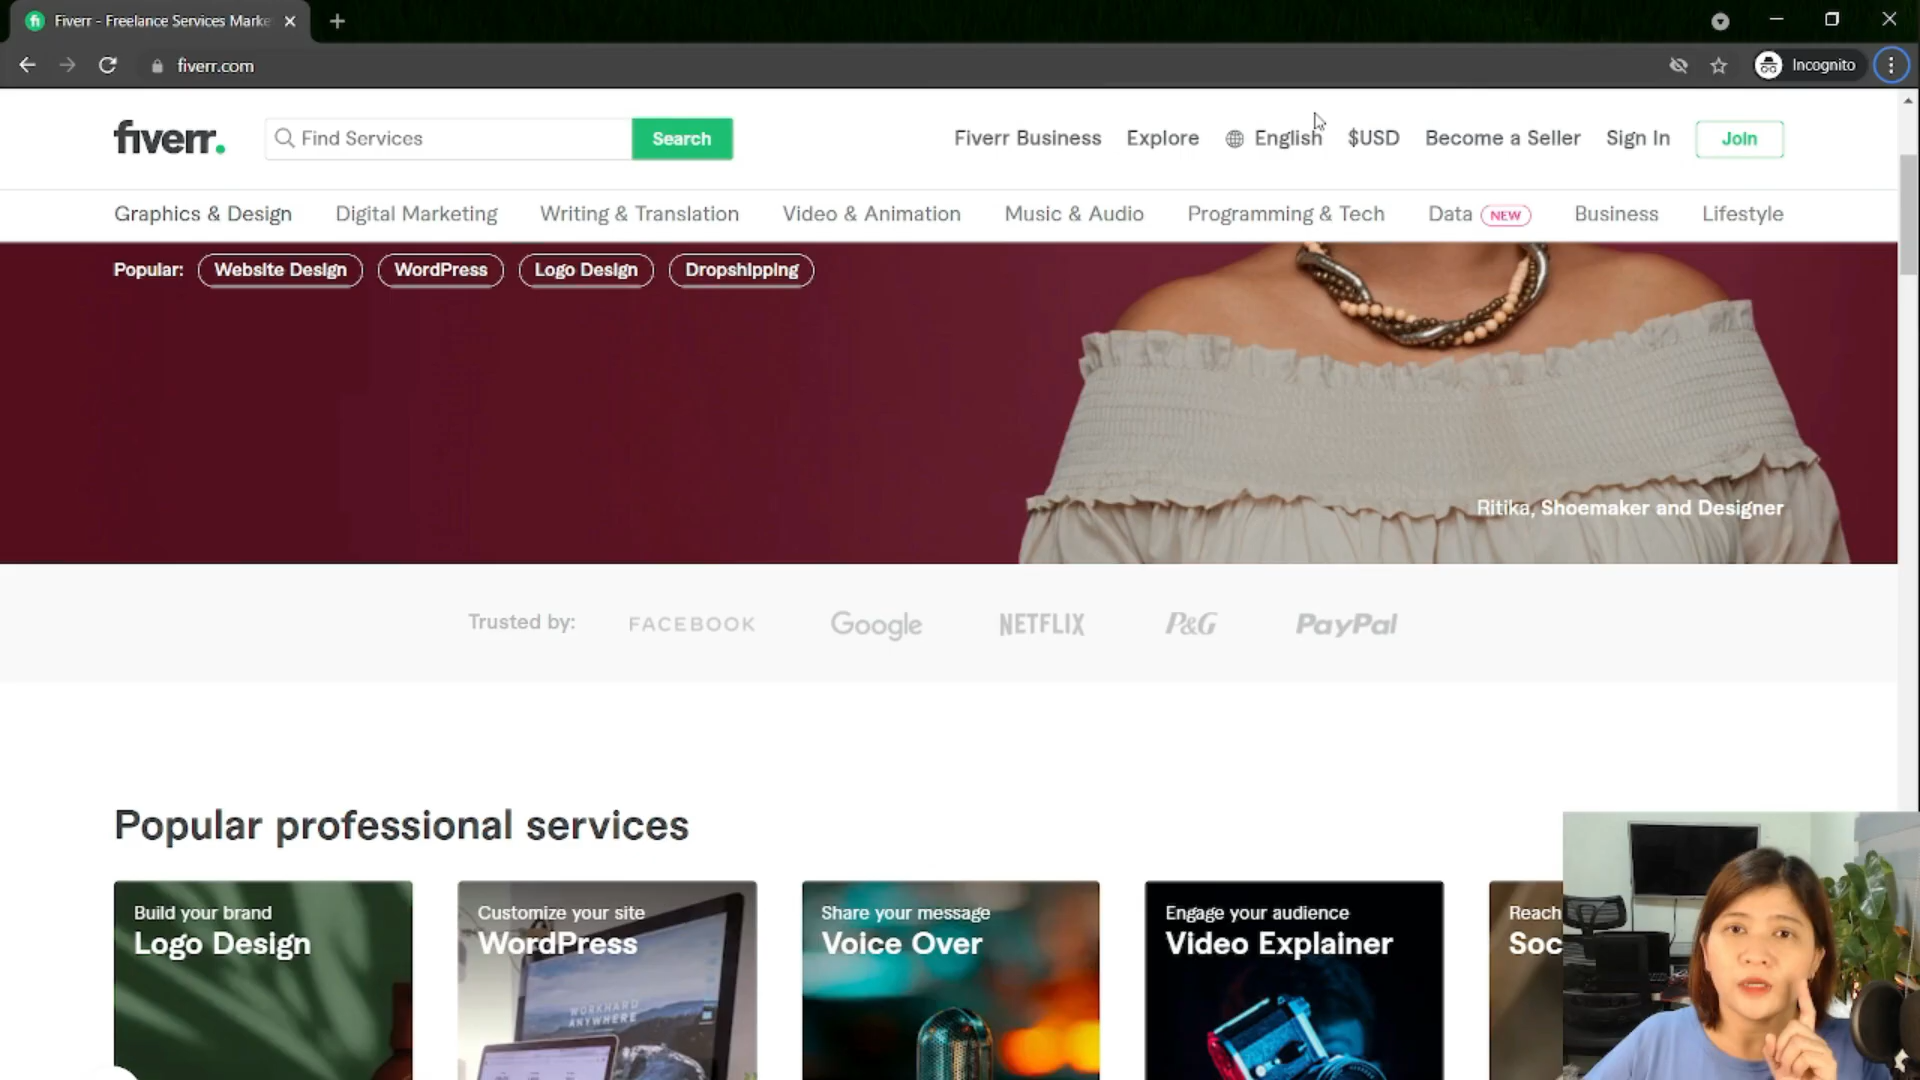 Fiverr - Freelance Services Marke
fiverr.com
Incognito
fiverr.
Find Services
Search
Fiverr Business
Explore
English
$USD
Become a Seller
Sign In
Join
Graphics & Design
Digital Marketing
Writing & Translation
Video & Animation
Music & Audio
Programming & Tech
Data NEW
Business
Lifestyle
Popular:
Website Design
WordPress
Logo Design
Dropshipping
Ritika, Shoemaker and Designer
Trusted by:
FACEBOOK
Google
NETFLIX
P&G
PayPal
Popular professional services
Build your brand
Logo Design
Customize your site
WordPress
WORKHARD
ANYWHERE
Share your message
Voice Over
Engage your audience
Video Explainer
Reach
Soc